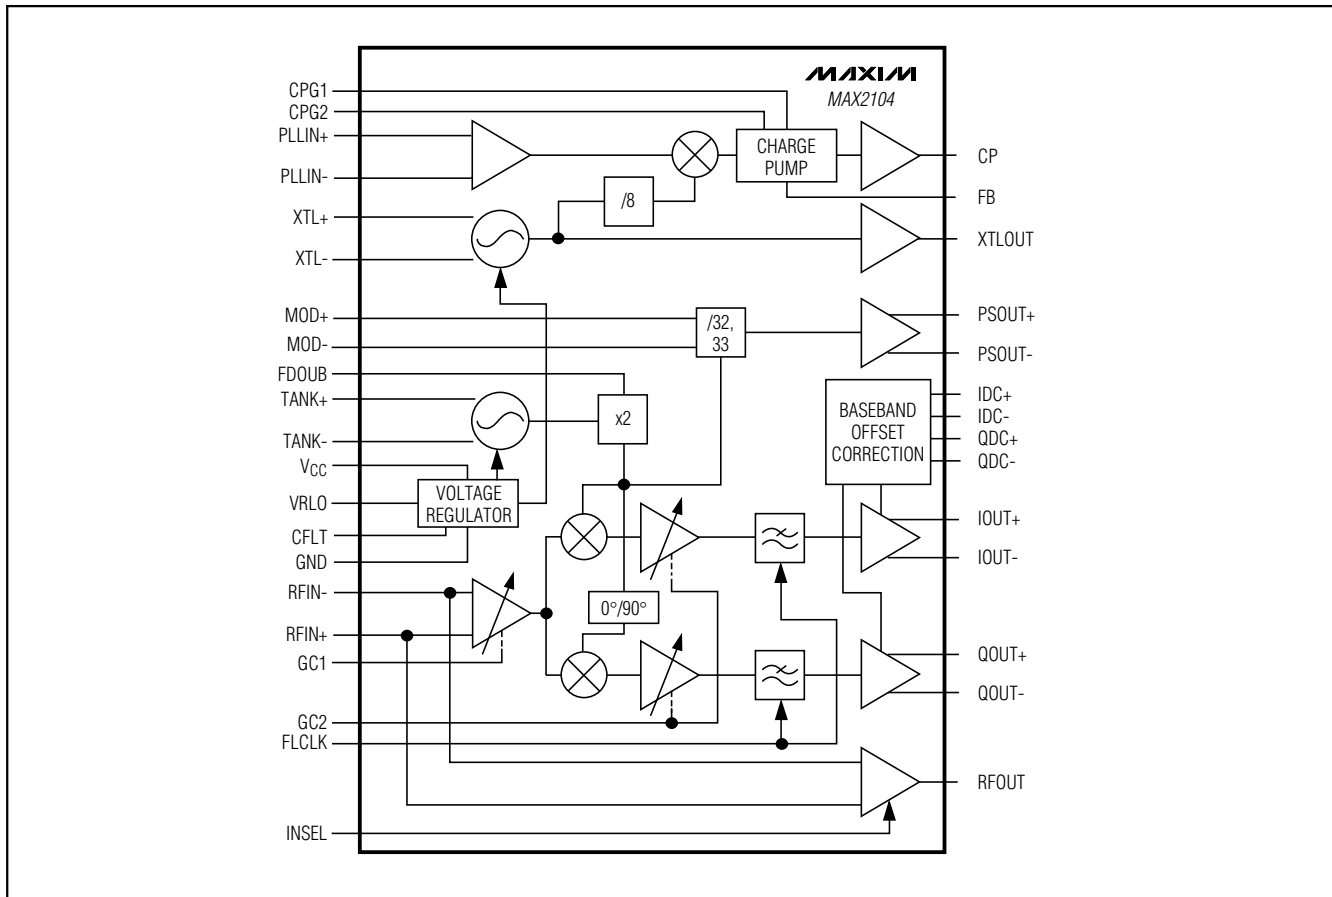 MAXIM
MAX2104
CPG1
CPG2
PLLIN+
PLLIN-
XTL+
XTL-
MOD+
MOD-
FDOUB
TANK+
TANK-
VCC
VRLO
CFLT
GND
RFIN-
RFIN+
GC1
GC2
FLCLK
INSEL
CHARGE
PUMP
/8
/32,
33
x2
VOLTAGE
REGULATOR
0°/90°
BASEBAND
OFFSET
CORRECTION
CP
FB
XTLOUT
PSOUT+
PSOUT-
IDC+
IDC-
QDC+
QDC-
IOUT+
IOUT-
QOUT+
QOUT-
RFOUT